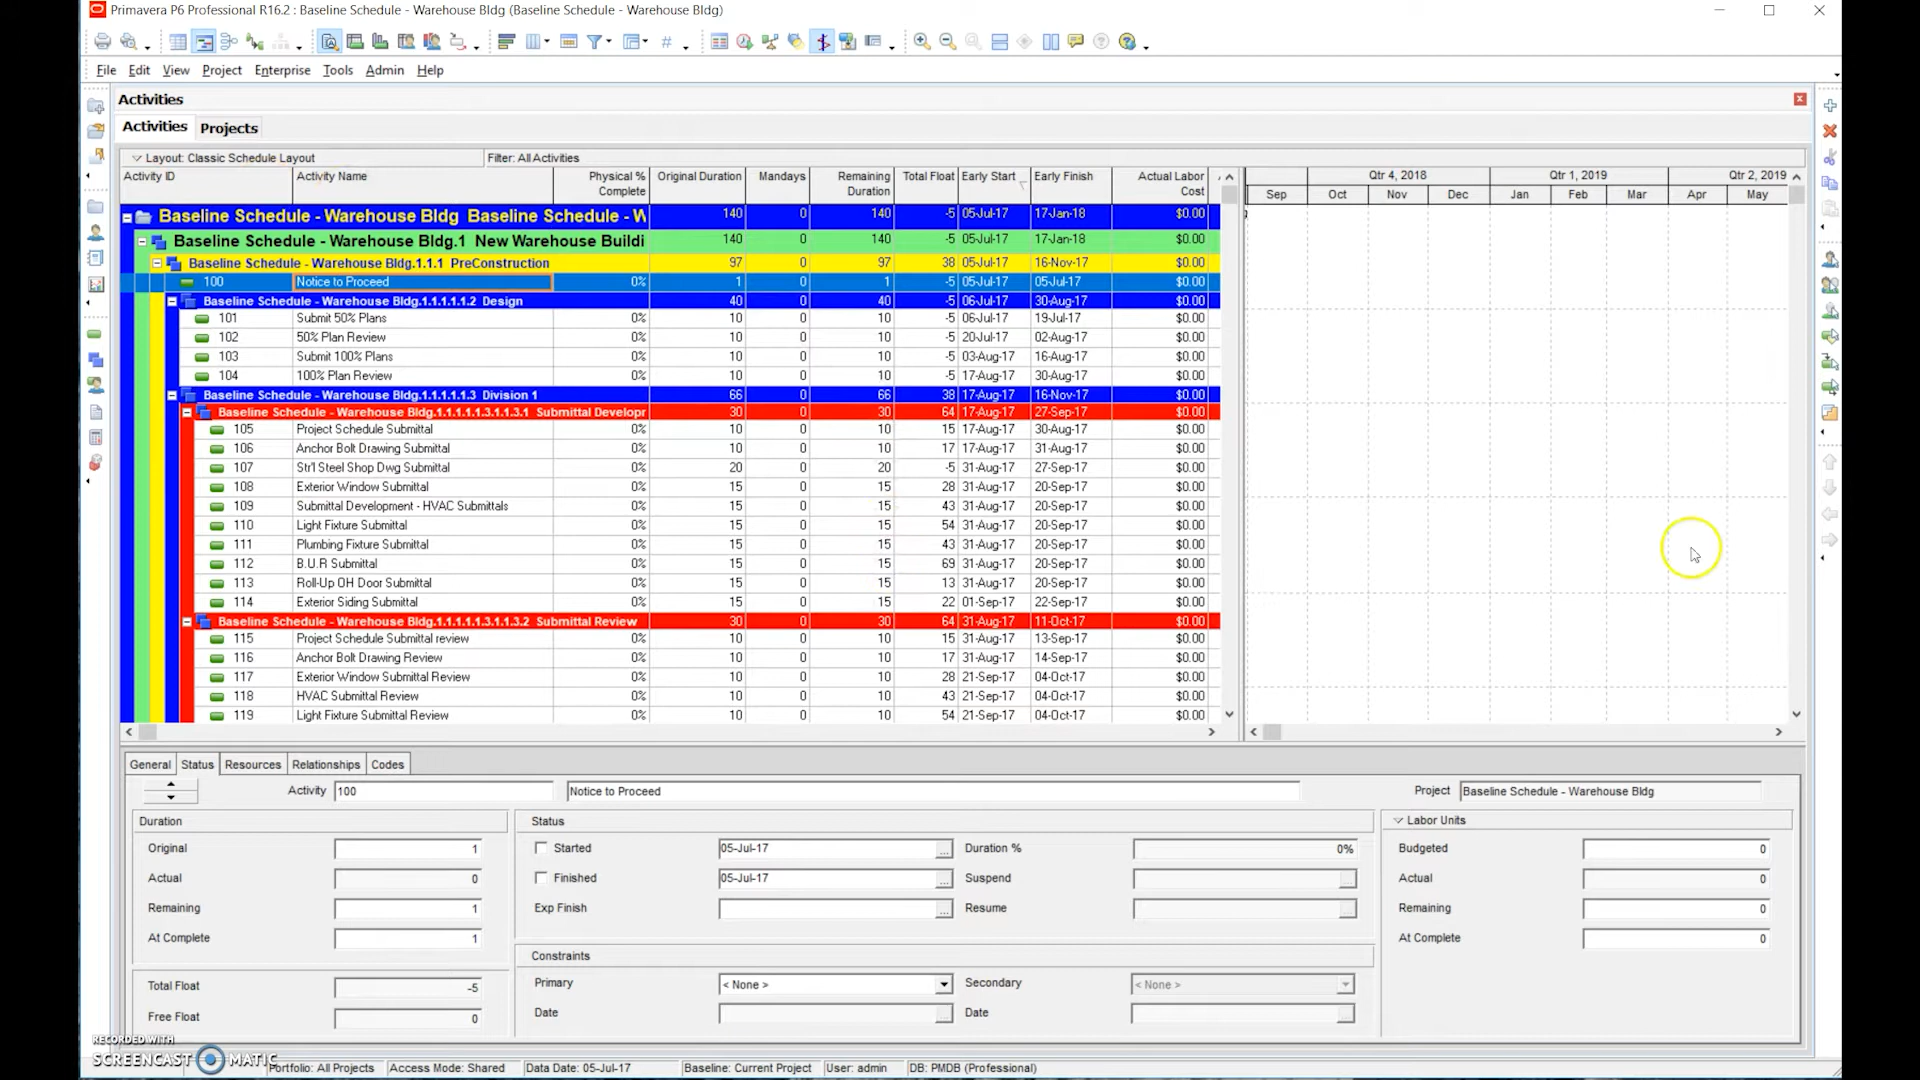 Primavera P6 Professional R16.2 : Baseline Schedule - Warehouse Bldg (Baseline Schedule - Warehouse Bldg)
File Edit View Project Enterprise Tools Admin Help
Activities
Activities Projects
Layout: Classic Schedule Layout Filter: All Activities
Activity ID Activity Name Physical % Complete Original Duration Mandays Remaining Duration Total Float Early Start Early Finish Actual Labor Cost
Qtr 4, 2018 Qtr 1, 2019 Qtr 2, 2019
Sep Oct Nov Dec Jan Feb Mar Apr May
Baseline Schedule - Warehouse Bldg Baseline Schedule - W 140 0 140 -5 05-Jul-17 17-Jan-18 $0.00
Baseline Schedule - Warehouse Bldg.1 New Warehouse Buildi 140 0 140 -5 05-Jul-17 17-Jan-18 $0.00
Baseline Schedule - Warehouse Bldg.1.1.1 PreConstruction 97 0 97 38 05-Jul-17 16-Nov-17 $0.00
100 Notice to Proceed 0% 1 0 1 -5 05-Jul-17 05-Jul-17 $0.00
Baseline Schedule - Warehouse Bldg.1.1.1.1.1.2 Design 40 0 40 -5 06-Jul-17 30-Aug-17 $0.00
101 Submit 50% Plans 0% 10 0 10 -5 06-Jul-17 19-Jul-17 $0.00
102 50% Plan Review 0% 10 0 10 -5 20-Jul-17 02-Aug-17 $0.00
103 Submit 100% Plans 0% 10 0 10 -5 03-Aug-17 16-Aug-17 $0.00
104 100% Plan Review 0% 10 0 10 -5 17-Aug-17 30-Aug-17 $0.00
Baseline Schedule - Warehouse Bldg.1.1.1.1.1.3 Division 1 66 0 66 38 17-Aug-17 16-Nov-17 $0.00
Baseline Schedule - Warehouse Bldg.1.1.1.1.1.3.1.1.3.1 Submittal Developr 30 0 30 64 17-Aug-17 27-Sep-17 $0.00
105 Project Schedule Submittal 0% 10 0 10 15 17-Aug-17 30-Aug-17 $0.00
106 Anchor Bolt Drawing Submittal 0% 10 0 10 17 17-Aug-17 31-Aug-17 $0.00
107 Str'l Steel Shop Dwg Submittal 0% 20 0 20 -5 31-Aug-17 27-Sep-17 $0.00
108 Exterior Window Submittal 0% 15 0 15 28 31-Aug-17 20-Sep-17 $0.00
109 Submittal Development - HVAC Submittals 0% 15 0 15 43 31-Aug-17 20-Sep-17 $0.00
110 Light Fixture Submittal 0% 15 0 15 54 31-Aug-17 20-Sep-17 $0.00
111 Plumbing Fixture Submittal 0% 15 0 15 43 31-Aug-17 20-Sep-17 $0.00
112 B.U.R Submittal 0% 15 0 15 69 31-Aug-17 20-Sep-17 $0.00
113 Roll-Up OH Door Submittal 0% 15 0 15 13 31-Aug-17 20-Sep-17 $0.00
114 Exterior Siding Submittal 0% 15 0 15 22 01-Sep-17 22-Sep-17 $0.00
Baseline Schedule - Warehouse Bldg.1.1.1.1.1.3.1.1.3.2 Submittal Review 30 0 30 64 31-Aug-17 11-Oct-17 $0.00
115 Project Schedule Submittal review 0% 10 0 10 15 31-Aug-17 13-Sep-17 $0.00
116 Anchor Bolt Drawing Review 0% 10 0 10 17 31-Aug-17 14-Sep-17 $0.00
117 Exterior Window Submittal Review 0% 10 0 10 28 21-Sep-17 04-Oct-17 $0.00
118 HVAC Submittal Review 0% 10 0 10 43 21-Sep-17 04-Oct-17 $0.00
119 Light Fixture Submittal Review 0% 10 0 10 54 21-Sep-17 04-Oct-17 $0.00
General Status Resources Relationships Codes
Activity 100 Notice to Proceed Project Baseline Schedule - Warehouse Bldg
Duration Status Labor Units
Original 1 Started 05-Jul-17 ... Duration % 0% Budgeted 0
Actual 0 Finished 05-Jul-17 ... Suspend ... Actual 0
Remaining 1 Exp Finish ... Resume ... Remaining 0
At Complete 1 At Complete 0
Constraints
Total Float -5 Primary < None > Secondary < None >
Free Float 0 Date ... Date ...
RECORDED WITH
SCREENCAST MATIC
Portfolio: All Projects Access Mode: Shared Data Date: 05-Jul-17 Baseline: Current Project User: admin DB: PMDB (Professional)